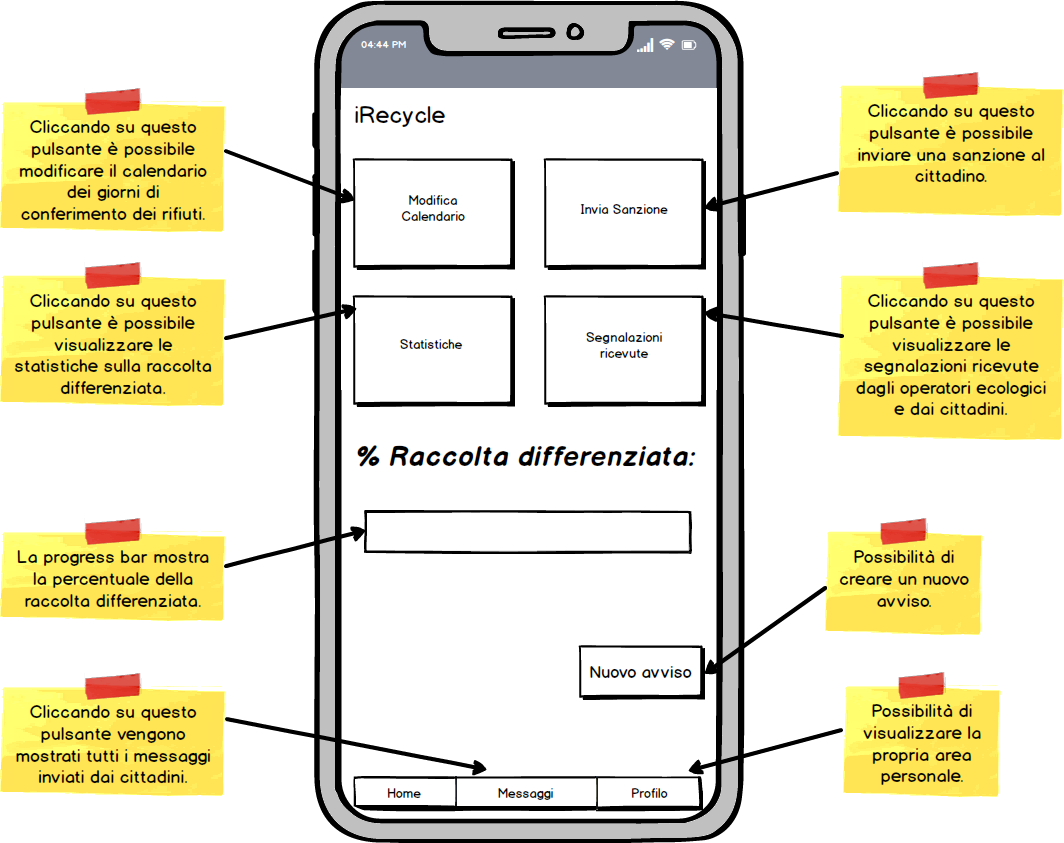 04:44 PM
iRecycle
Cliccando su questo
pulsante è possibile
modificare il calendario
dei giorni di
conferimento dei rifiuti.
Modifica
Calendario
Invia Sanzione
Cliccando su questo
pulsante è possibile
inviare una sanzione al
cittadino.
Cliccando su questo
pulsante è possibile
visualizzare le
statistiche sulla raccolta
differenziata.
Statistiche
Segnalazioni
ricevute
Cliccando su questo
pulsante è possibile
visualizzare le
segnalazioni ricevute
dagli operatori ecologici
e dai cittadini.
% Raccolta differenziata:
La progress bar mostra
la percentuale della
raccolta differenziata.
Possibilità di
creare un nuovo
avviso.
Nuovo avviso
Cliccando su questo
pulsante vengono
mostrati tutti i messaggi
inviati dai cittadini.
Possibilità di
visualizzare la
propria area
personale.
Home
Messaggi
Profilo